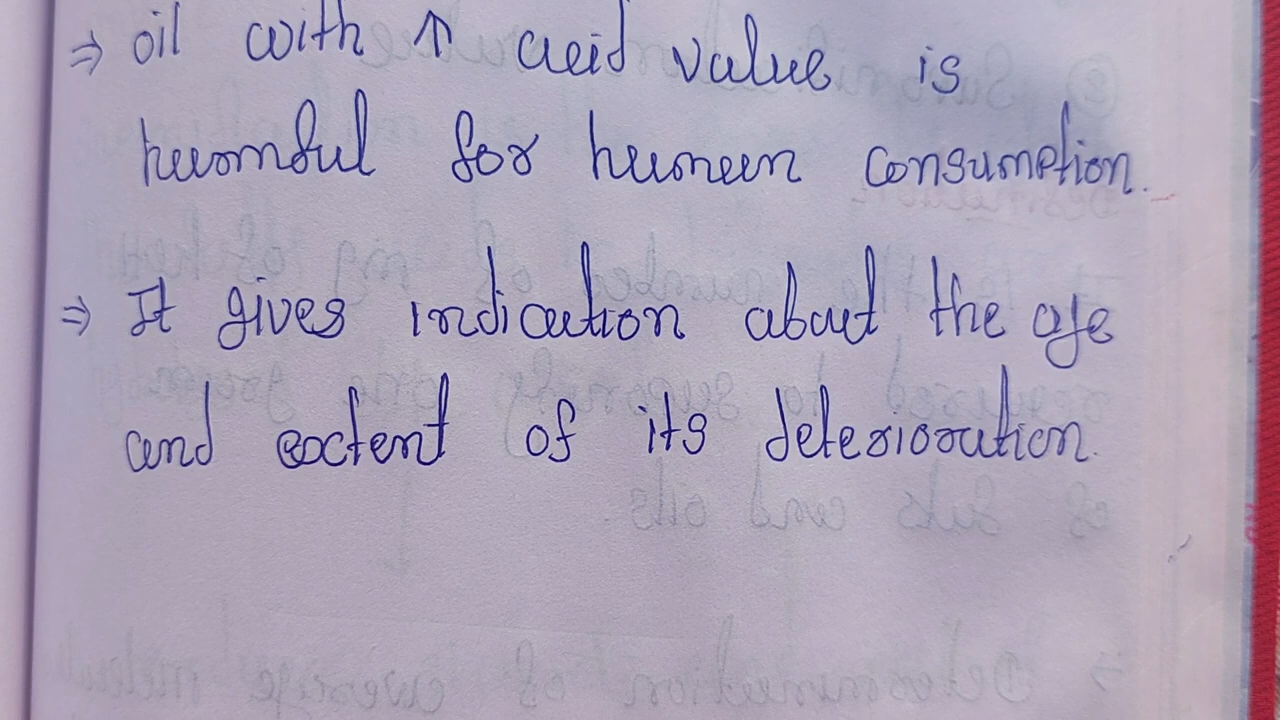 ⇒ oil with ↑ acid value is
harmful for human consumption.
⇒ It gives indication about the age
and extent of its deterioration.